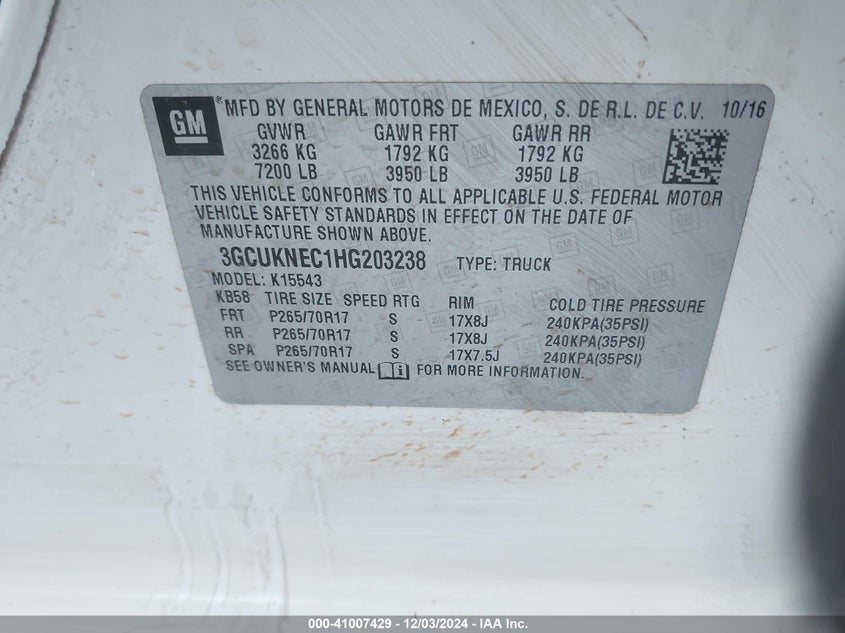 GM ® MFD BY GENERAL MOTORS DE MEXICO, S. DE R.L. DE C.V. 10/16
GVWR GAWR FRT GAWR RR
3266 KG 1792 KG 1792 KG
7200 LB 3950 LB 3950 LB
THIS VEHICLE CONFORMS TO ALL APPLICABLE U.S. FEDERAL MOTOR
VEHICLE SAFETY STANDARDS IN EFFECT ON THE DATE OF
MANUFACTURE SHOWN ABOVE.
3GCUKNEC1HG203238 TYPE: TRUCK
MODEL: K15543
KB58 TIRE SIZE SPEED RTG RIM COLD TIRE PRESSURE
FRT P265/70R17 S 17X8J 240KPA(35PSI)
RR P265/70R17 S 17X8J 240KPA(35PSI)
SPA P265/70R17 S 17X7.5J 240KPA(35PSI)
SEE OWNER'S MANUAL FOR MORE INFORMATION.
000-41007429 - 12/03/2024 - IAA Inc.